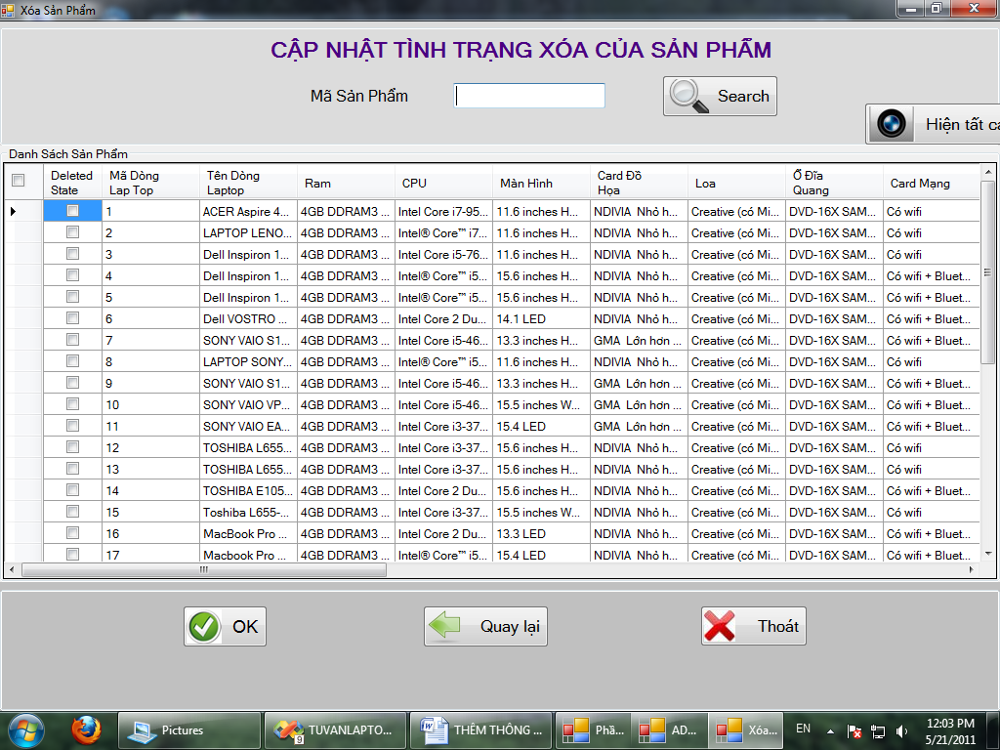 Xóa Sản Phẩm
CẬP NHẬT TÌNH TRẠNG XÓA CỦA SẢN PHẨM
Mã Sản Phẩm
Search
Hiện tất cả
Danh Sách Sản Phẩm
Deleted State Mã Dòng Lap Top Tên Dòng Laptop Ram CPU Màn Hình Card Đồ Họa Loa Ổ Đĩa Quang Card Mạng
1 ACER Aspire 4... 4GB DDRAM3 ... Intel Core i7-95... 11.6 inches H... NDIVIA Nhỏ h... Creative (có Mi... DVD-16X SAM... Có wifi
2 LAPTOP LENO... 4GB DDRAM3 ... Intel® Core™ i7... 11.6 inches H... NDIVIA Nhỏ h... Creative (có Mi... DVD-16X SAM... Có wifi
3 Dell Inspiron 1... 4GB DDRAM3 ... Intel Core i5-76... 11.6 inches H... NDIVIA Nhỏ h... Creative (có Mi... DVD-16X SAM... Có wifi
4 Dell Inspiron 1... 4GB DDRAM3 ... Intel® Core™ i5... 15.6 inches H... NDIVIA Nhỏ h... Creative (có Mi... DVD-16X SAM... Có wifi + Bluet...
5 Dell Inspiron 1... 4GB DDRAM3 ... Intel® Core™ i5... 15.6 inches H... NDIVIA Nhỏ h... Creative (có Mi... DVD-16X SAM... Có wifi + Bluet...
6 Dell VOSTRO ... 4GB DDRAM3 ... Intel Core 2 Du... 14.1 LED NDIVIA Nhỏ h... Creative (có Mi... DVD-16X SAM... Có wifi + Bluet...
7 SONY VAIO S1... 4GB DDRAM3 ... Intel Core i5-46... 13.3 inches H... GMA Lớn hơn ... Creative (có Mi... DVD-16X SAM... Có wifi + Bluet...
8 LAPTOP SONY... 4GB DDRAM3 ... Intel® Core™ i5... 11.6 inches H... NDIVIA Nhỏ h... Creative (có Mi... DVD-16X SAM... Có wifi
9 SONY VAIO S1... 4GB DDRAM3 ... Intel Core i5-46... 13.3 inches H... GMA Lớn hơn ... Creative (có Mi... DVD-16X SAM... Có wifi + Bluet...
10 SONY VAIO VP... 4GB DDRAM3 ... Intel Core i5-46... 15.5 inches W... GMA Lớn hơn ... Creative (có Mi... DVD-16X SAM... Có wifi + Bluet...
11 SONY VAIO EA... 4GB DDRAM3 ... Intel Core i3-37... 15.4 LED GMA Lớn hơn ... Creative (có Mi... DVD-16X SAM... Có wifi + Bluet...
12 TOSHIBA L655... 4GB DDRAM3 ... Intel Core i3-37... 15.6 inches H... NDIVIA Nhỏ h... Creative (có Mi... DVD-16X SAM... Có wifi
13 TOSHIBA L655... 4GB DDRAM3 ... Intel Core i3-37... 15.6 inches H... NDIVIA Nhỏ h... Creative (có Mi... DVD-16X SAM... Có wifi
14 TOSHIBA E105... 4GB DDRAM3 ... Intel Core 2 Du... 15.6 inches H... NDIVIA Nhỏ h... Creative (có Mi... DVD-16X SAM... Có wifi + Bluet...
15 Toshiba L655-... 4GB DDRAM3 ... Intel Core i3-37... 15.5 inches W... NDIVIA Nhỏ h... Creative (có Mi... DVD-16X SAM... Có wifi
16 MacBook Pro ... 4GB DDRAM3 ... Intel Core 2 Du... 13.3 LED NDIVIA Nhỏ h... Creative (có Mi... DVD-16X SAM... Có wifi + Bluet...
17 Macbook Pro ... 4GB DDRAM3 ... Intel® Core™ i5... 15.4 LED NDIVIA Nhỏ h... Creative (có Mi... DVD-16X SAM... Có wifi + Bluet...
OK
Quay lại
Thoát
Pictures
9
TUVANLAPTO...
THÊM THÔNG ...
Phầ...
AD...
Xóa...
EN
12:03 PM
5/21/2011